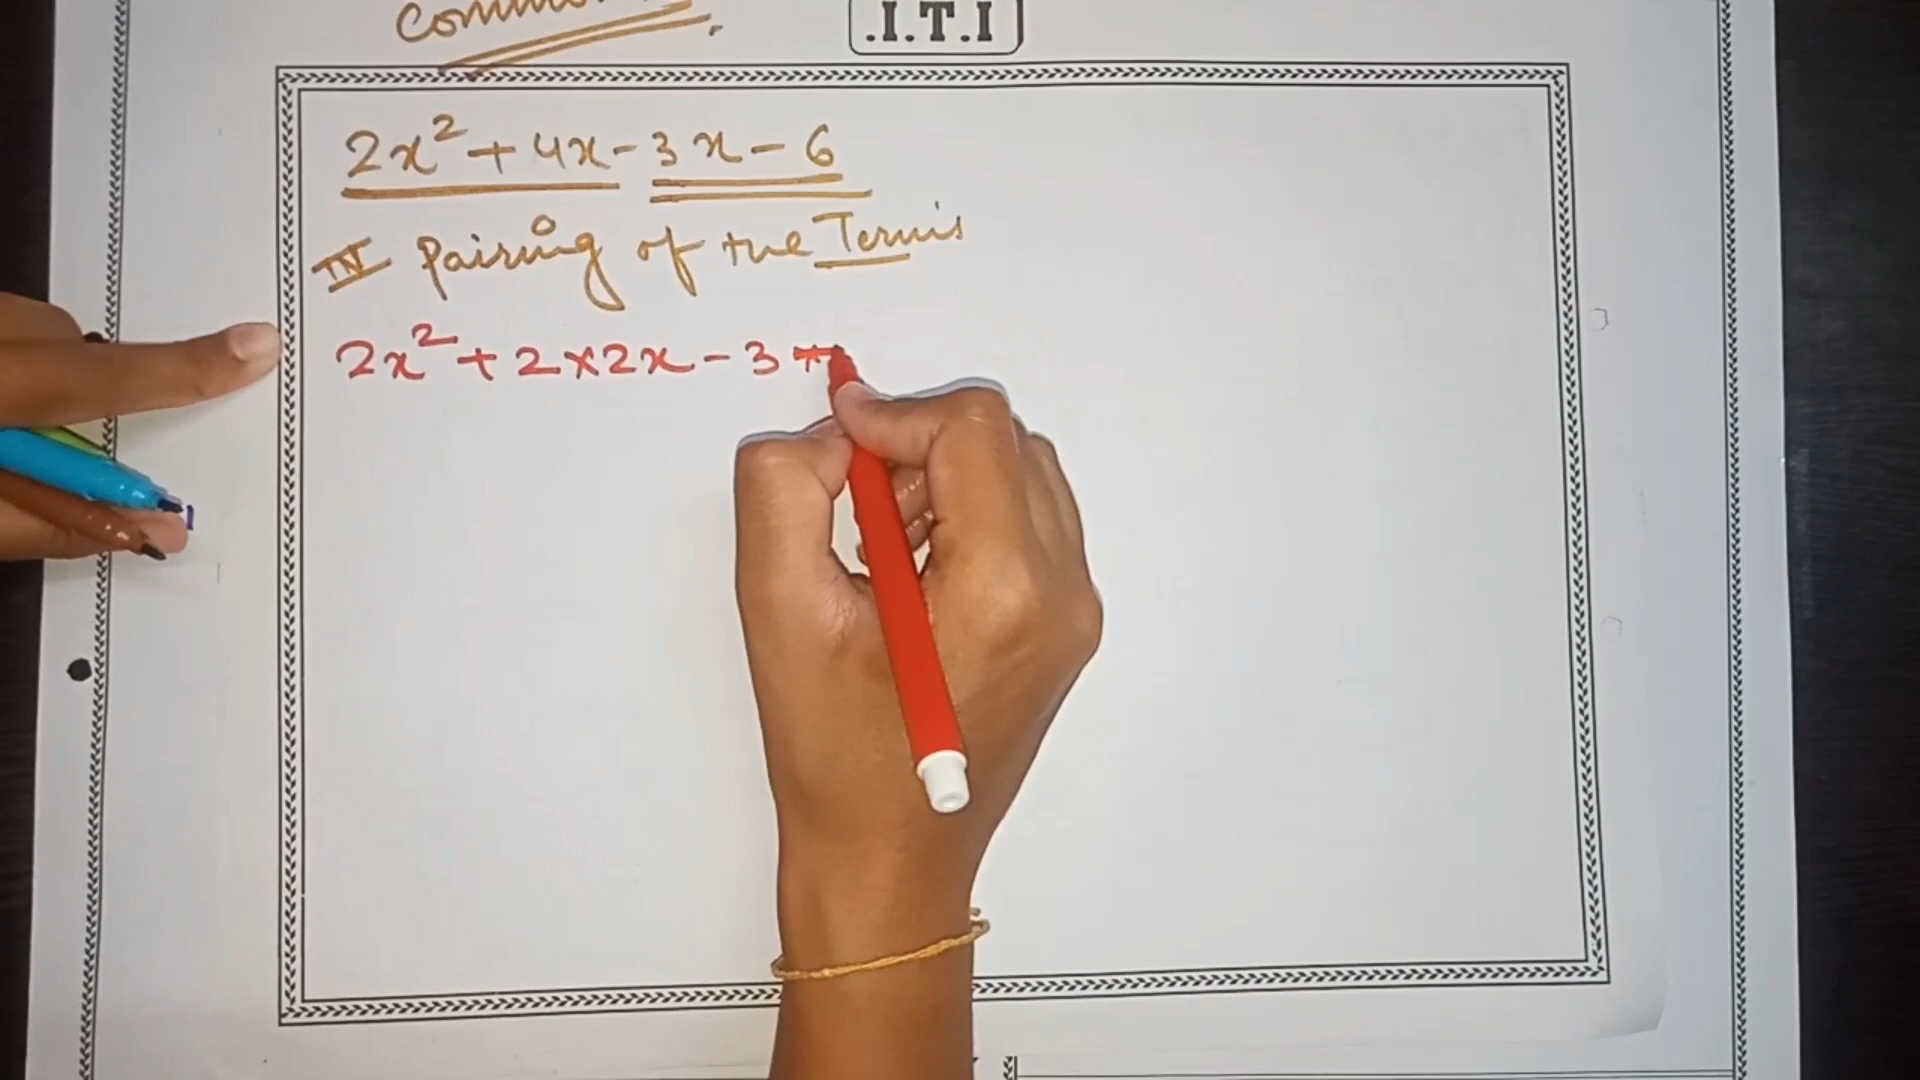 .I.T.I
2x² + 4x - 3x - 6
IV Pairing of the Terms
2x² + 2×2x - 3